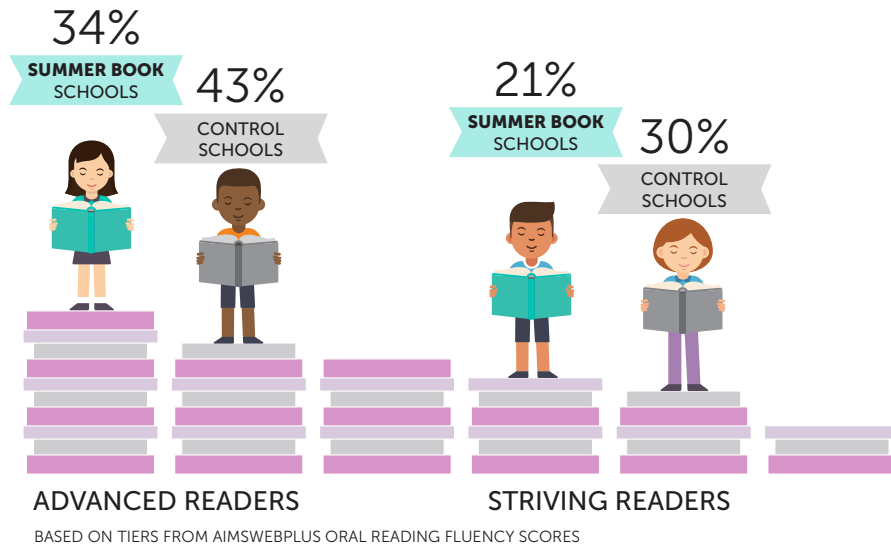 34%
SUMMER BOOK
SCHOOLS
43%
CONTROL
SCHOOLS
21%
SUMMER BOOK
SCHOOLS
30%
CONTROL
SCHOOLS
ADVANCED READERS
STRIVING READERS
BASED ON TIERS FROM AIMSWEBPLUS ORAL READING FLUENCY SCORES